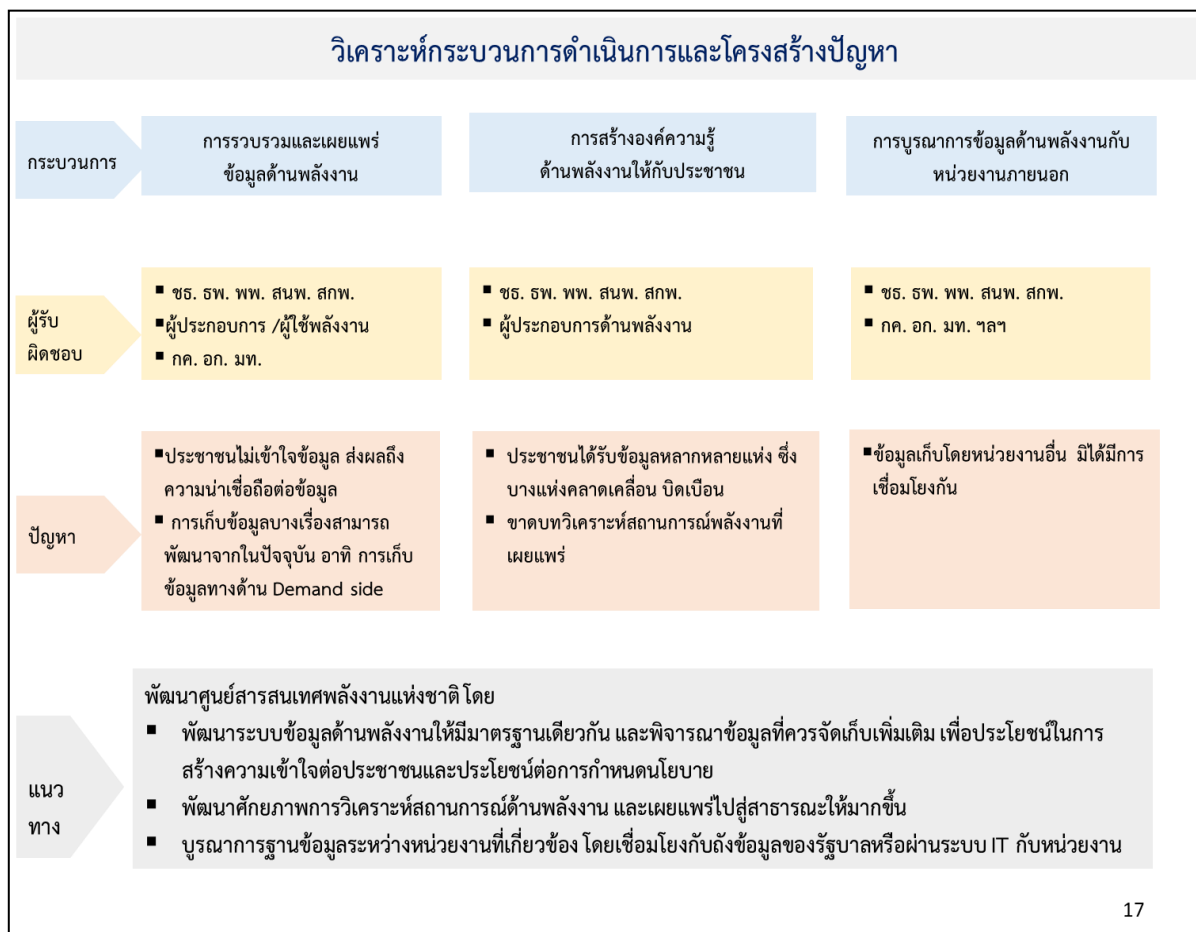 วิเคราะห์กระบวนการดำเนินการและโครงสร้างปัญหา
กระบวนการ
การรวบรวมและเผยแพร่
ข้อมูลด้านพลังงาน
การสร้างองค์ความรู้
ด้านพลังงานให้กับประชาชน
การบูรณาการข้อมูลด้านพลังงานกับ
หน่วยงานภายนอก
ผู้รับ
ผิดชอบ
▪ ชธ. ธพ. พพ. สนพ. สกพ.
▪ผู้ประกอบการ /ผู้ใช้พลังงาน
▪ กค. อก. มท.
▪ ชธ. ธพ. พพ. สนพ. สกพ.
▪ ผู้ประกอบการด้านพลังงาน
▪ ชธ. ธพ. พพ. สนพ. สกพ.
▪ กค. อก. มท. ฯลฯ
ปัญหา
▪ประชาชนไม่เข้าใจข้อมูล ส่งผลถึง
ความน่าเชื่อถือต่อข้อมูล
▪ การเก็บข้อมูลบางเรื่องสามารถ
พัฒนาจากในปัจจุบัน อาทิ การเก็บ
ข้อมูลทางด้าน Demand side
▪ ประชาชนได้รับข้อมูลหลากหลายแห่ง ซึ่ง
บางแห่งคลาดเคลื่อน บิดเบือน
▪ ขาดบทวิเคราะห์สถานการณ์พลังงานที่
เผยแพร่
▪ข้อมูลเก็บโดยหน่วยงานอื่น มิได้มีการ
เชื่อมโยงกัน
แนว
ทาง
พัฒนาศูนย์สารสนเทศพลังงานแห่งชาติ โดย
▪ พัฒนาระบบข้อมูลด้านพลังงานให้มีมาตรฐานเดียวกัน และพิจารณาข้อมูลที่ควรจัดเก็บเพิ่มเติม เพื่อประโยชน์ในการ
สร้างความเข้าใจต่อประชาชนและประโยชน์ต่อการกำหนดนโยบาย
▪ พัฒนาศักยภาพการวิเคราะห์สถานการณ์ด้านพลังงาน และเผยแพร่ไปสู่สาธารณะให้มากขึ้น
▪ บูรณาการฐานข้อมูลระหว่างหน่วยงานที่เกี่ยวข้อง โดยเชื่อมโยงกับถังข้อมูลของรัฐบาลหรือผ่านระบบ IT กับหน่วยงาน
17